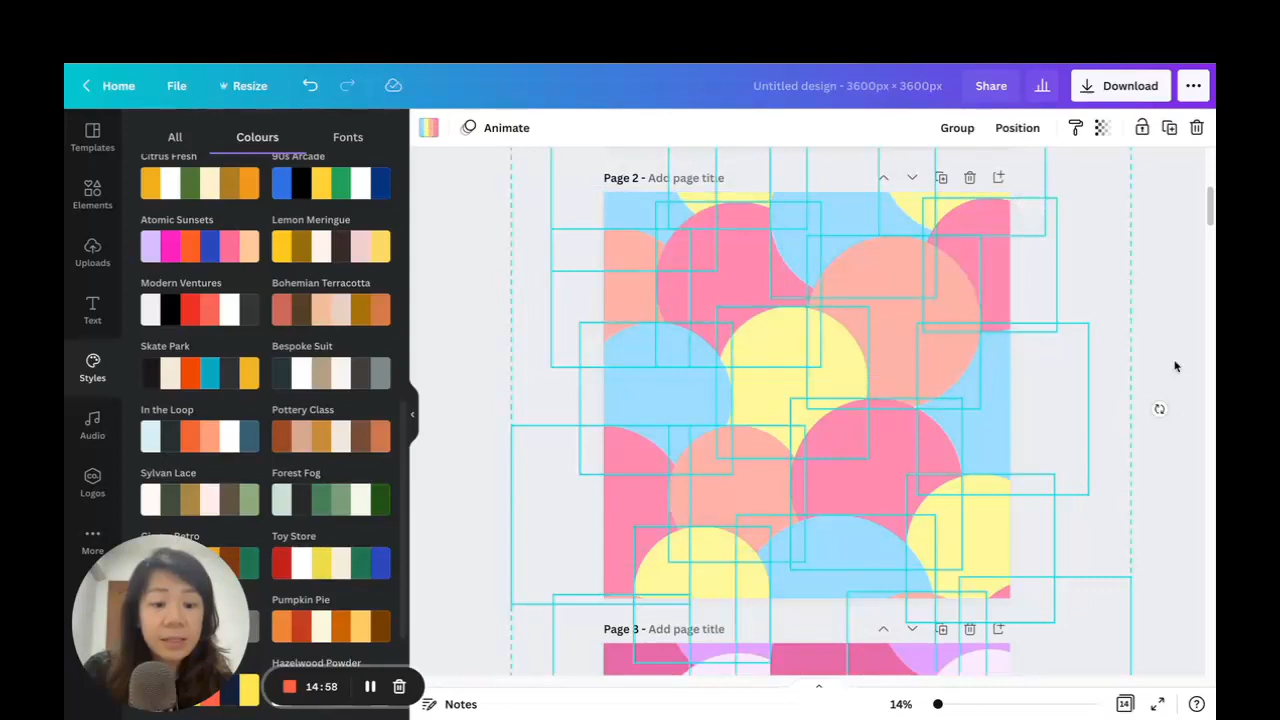 Home File Resize Untitled design - 3600px × 3600px Share Download
Templates
Elements
Uploads
Text
Styles
Audio
Logos
More
All Colours Fonts
Citrus Fresh 90s Arcade
Atomic Sunsets Lemon Meringue
Modern Ventures Bohemian Terracotta
Skate Park Bespoke Suit
In the Loop Pottery Class
Sylvan Lace Forest Fog
Retro Toy Store
Pumpkin Pie
Hazelwood Powder
14:58
Animate Group Position
Page 2 - Add page title
Page 3 - Add page title
Notes 14% 14
co.